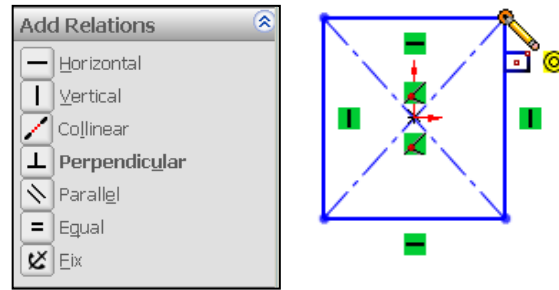 Add Relations
Horizontal
Vertical
Collinear
Perpendicular
Parallel
Equal
Fix